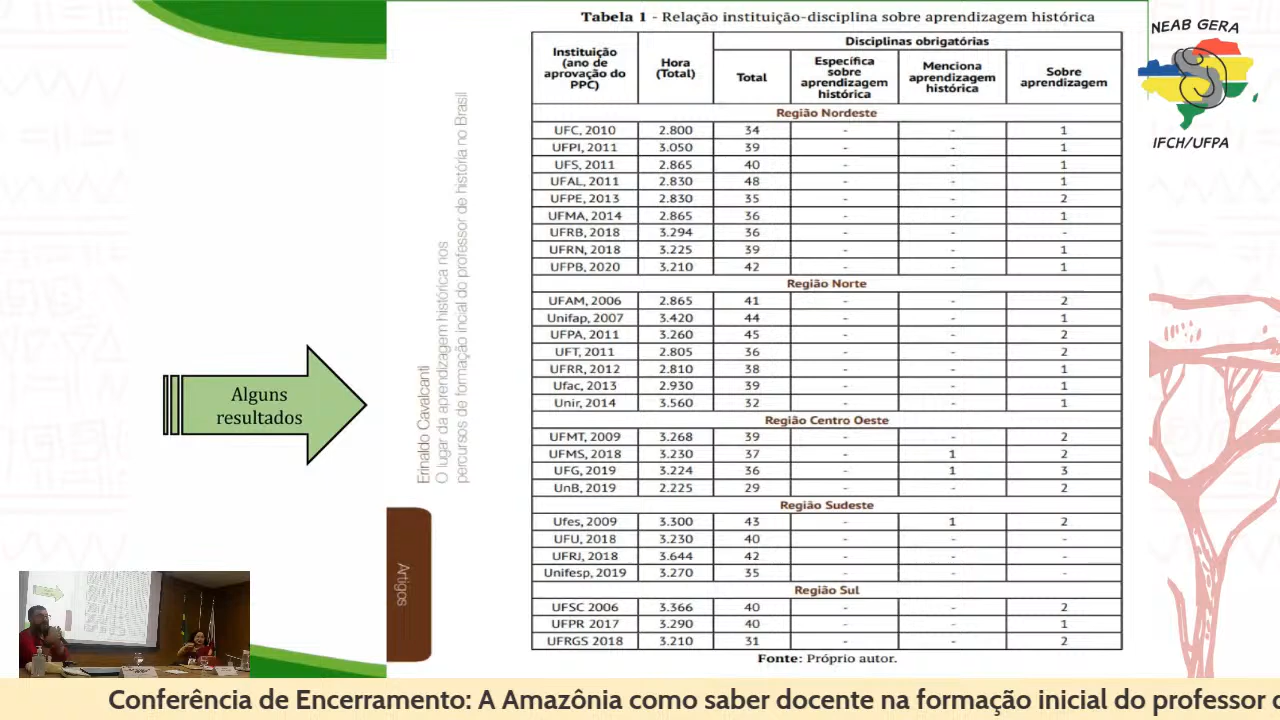 Tabela 1 - Relação instituição-disciplina sobre aprendizagem histórica
Instituição (ano de aprovação do PPC) Hora (Total) Disciplinas obrigatórias
Total Específica sobre aprendizagem histórica Menciona aprendizagem histórica Sobre aprendizagem
Região Nordeste
UFC, 2010 2.800 34 - - 1
UFPI, 2011 3.050 39 - - 1
UFS, 2011 2.865 40 - - 1
UFAL, 2011 2.830 48 - - 1
UFPE, 2013 2.830 35 - - 2
UFMA, 2014 2.865 36 - - 1
UFRB, 2018 3.294 36 - - -
UFRN, 2018 3.225 39 - - 1
UFPB, 2020 3.210 42 - - 1
Região Norte
UFAM, 2006 2.865 41 - - 2
Unifap, 2007 3.420 44 - - 1
UFPA, 2011 3.260 45 - - 2
UFT, 2011 2.805 36 - - 2
UFRR, 2012 2.810 38 - - 1
Ufac, 2013 2.930 39 - - 1
Unir, 2014 3.560 32 - - 1
Região Centro Oeste
UFMT, 2009 3.268 39 - - 2
UFMS, 2018 3.230 37 - 1 2
UFG, 2019 3.224 36 - 1 3
UnB, 2019 2.225 29 - - 2
Região Sudeste
Ufes, 2009 3.300 43 - 1 2
UFU, 2018 3.230 40 - - -
UFRJ, 2018 3.644 42 - - -
Unifesp, 2019 3.270 35 - - -
Região Sul
UFSC 2006 3.366 40 - - 2
UFPR 2017 3.290 40 - - 1
UFRGS 2018 3.210 31 - - 2
Fonte: Próprio autor.
Erinaldo Cavalcanti
O lugar da aprendizagem histórica nos
percursos de formação incial do professor de história no Brasil
Artigos
Alguns
resultados
NEAB GERA
IFCH/UFPA
Conferência de Encerramento: A Amazônia como saber docente na formação inicial do professor